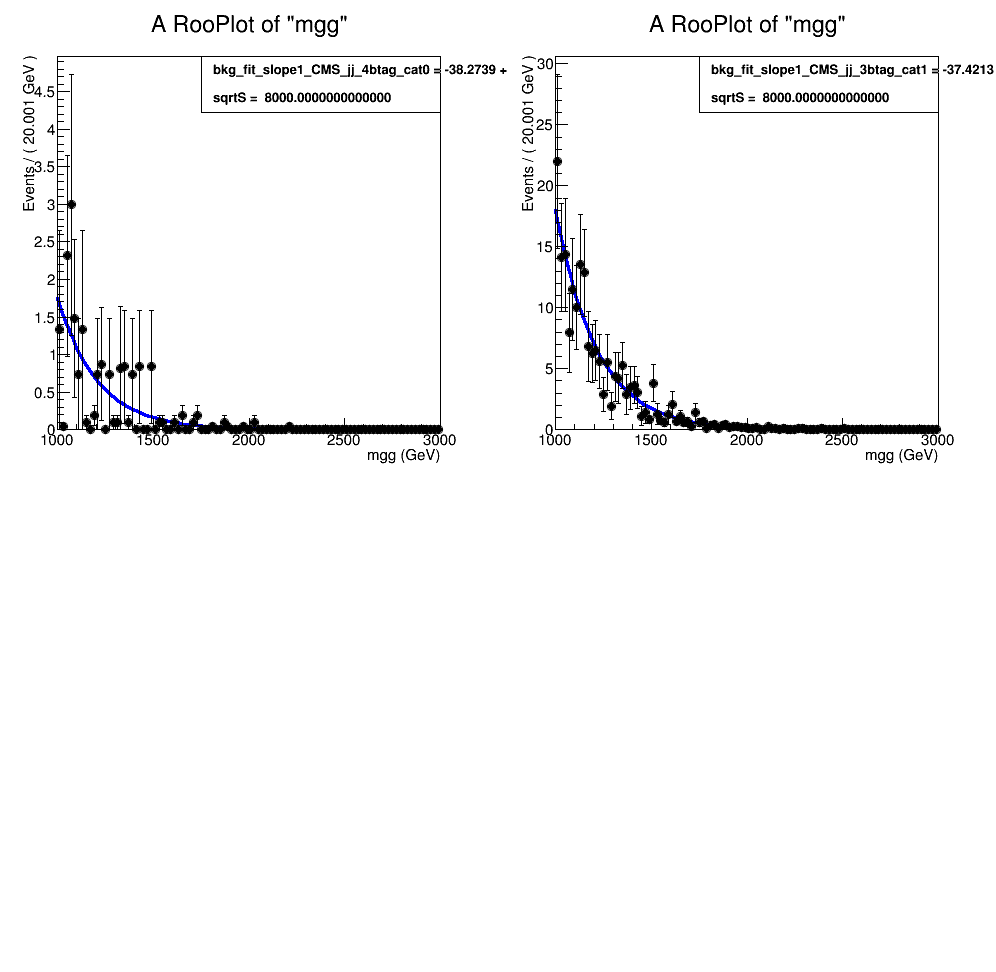 A RooPlot of "mgg"
Events / ( 20.001 GeV )
bkg_fit_slope1_CMS_jj_4btag_cat0 = -38.2739 +
sqrtS = 8000.0000000000000
4.5
4
3.5
3
2.5
2
1.5
1
0.5
0
1000 1500 2000 2500 3000
mgg (GeV)
A RooPlot of "mgg"
Events / ( 20.001 GeV )
bkg_fit_slope1_CMS_jj_3btag_cat1 = -37.4213
sqrtS = 8000.0000000000000
30
25
20
15
10
5
0
1000 1500 2000 2500 3000
mgg (GeV)